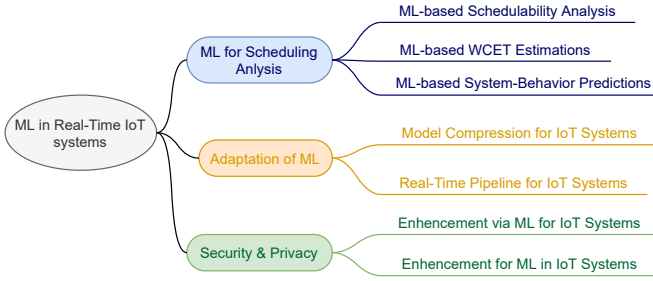 ML in Real-Time IoT
systems
ML for Scheduling
Anlysis
ML-based Schedulability Analysis
ML-based WCET Estimations
ML-based System-Behavior Predictions
Adaptation of ML
Model Compression for IoT Systems
Real-Time Pipeline for IoT Systems
Security & Privacy
Enhencement via ML for IoT Systems
Enhencement for ML in IoT Systems